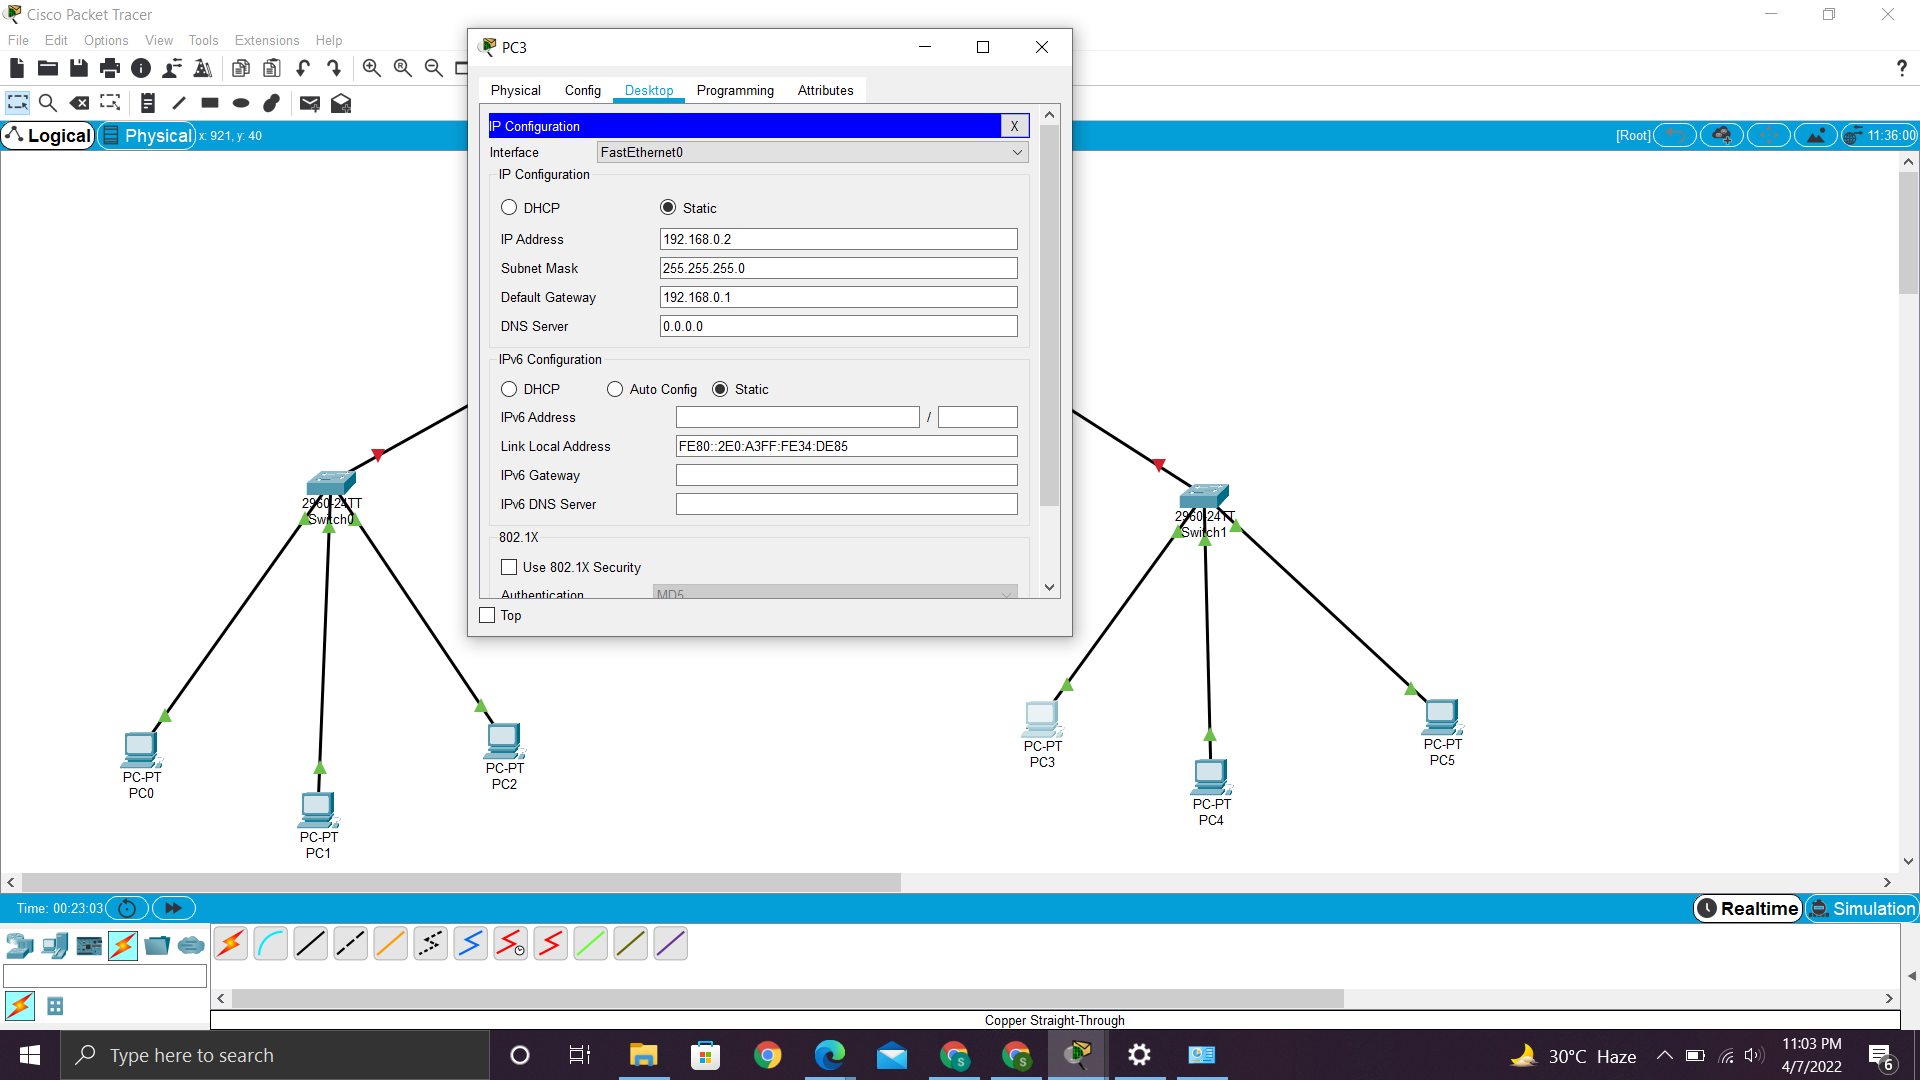 Cisco Packet Tracer
File Edit Options View Tools Extensions Help
PC3
Physical Config Desktop Programming Attributes
IP Configuration X
Interface FastEthernet0
IP Configuration
DHCP Static
IP Address 192.168.0.2
Subnet Mask 255.255.255.0
Default Gateway 192.168.0.1
DNS Server 0.0.0.0
IPv6 Configuration
DHCP Auto Config Static
IPv6 Address /
Link Local Address FE80::2E0:A3FF:FE34:DE85
IPv6 Gateway
IPv6 DNS Server
802.1X
Use 802.1X Security
Authentication MD5
Top
Logical Physical x: 921, y: 40 [Root] 11:36:00
2960-24TT
Switch0
2960-24TT
Switch1
PC-PT
PC0
PC-PT
PC1
PC-PT
PC2
PC-PT
PC3
PC-PT
PC4
PC-PT
PC5
Time: 00:23:03 Realtime Simulation
Copper Straight-Through
Type here to search
30°C Haze
11:03 PM
4/7/2022
6